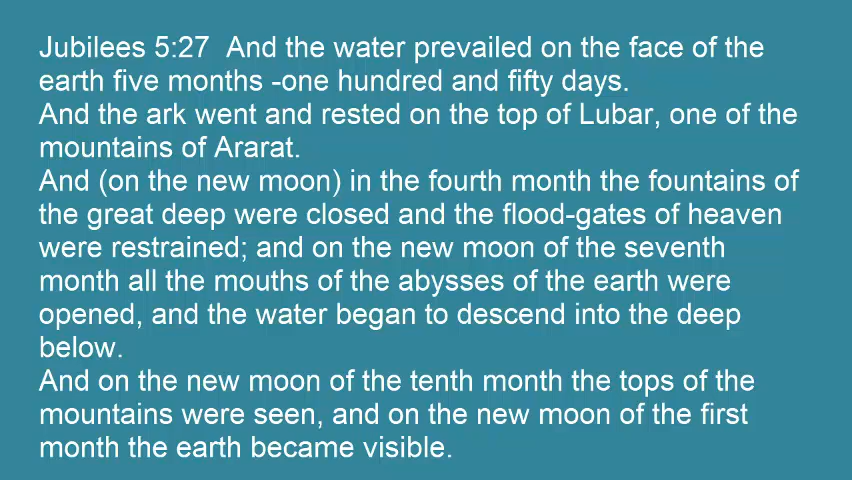 Jubilees 5:27  And the water prevailed on the face of the
earth five months -one hundred and fifty days.
And the ark went and rested on the top of Lubar, one of the
mountains of Ararat.
And (on the new moon) in the fourth month the fountains of
the great deep were closed and the flood-gates of heaven
were restrained; and on the new moon of the seventh
month all the mouths of the abysses of the earth were
opened, and the water began to descend into the deep
below.
And on the new moon of the tenth month the tops of the
mountains were seen, and on the new moon of the first
month the earth became visible.